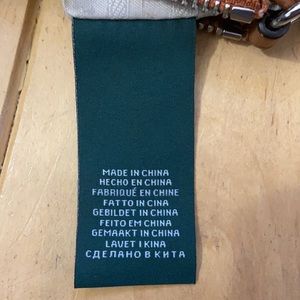 MADE IN CHINA
HECHO EN CHINA
FABRIQUÉ EN CHINE
FATTO IN CINA
GEBILDET IN CHINA
FEITO EM CHINA
GEMAAKT IN CHINA
LAVET I KINA
СДЕЛАНО В КИТА